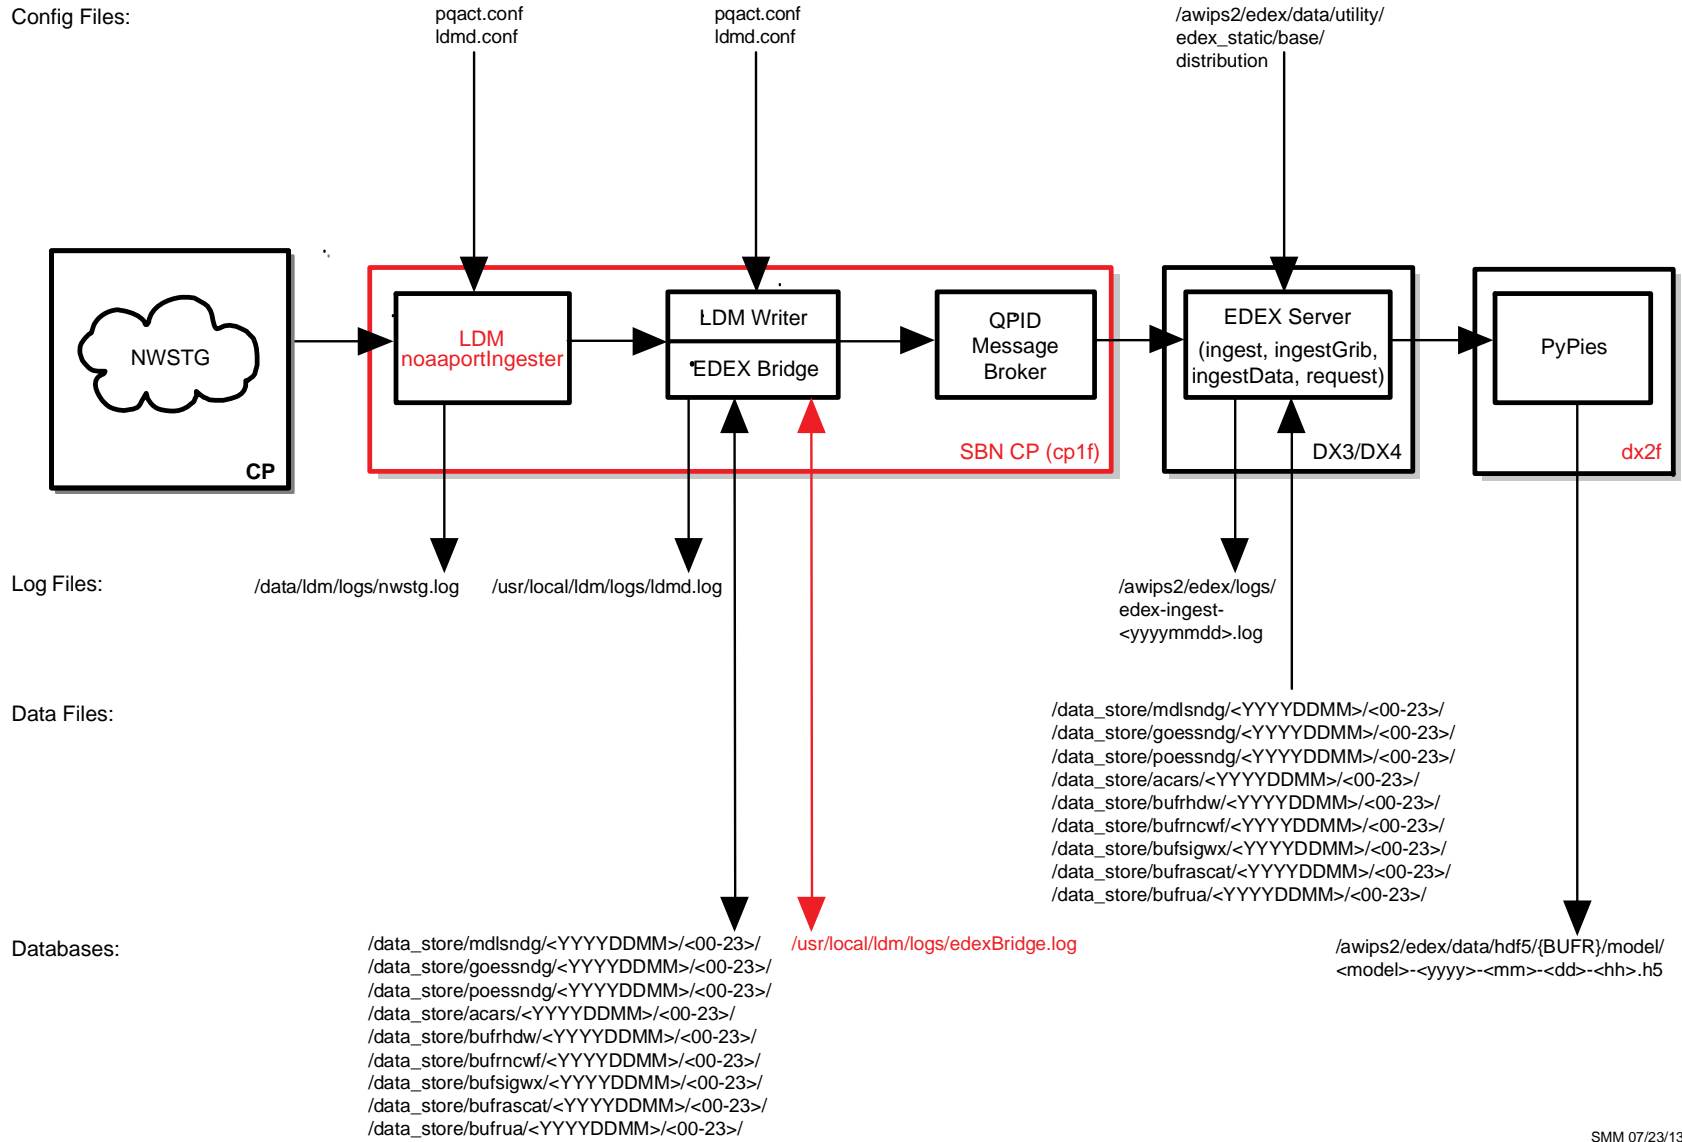 Config Files:
pqact.conf
ldmd.conf
pqact.conf
ldmd.conf
/awips2/edex/data/utility/
edex_static/base/
distribution
NWSTG
CP
LDM
noaaportIngester
LDM Writer
EDEX Bridge
QPID
Message
Broker
SBN CP (cp1f)
EDEX Server
(ingest, ingestGrib,
ingestData, request)
DX3/DX4
PyPies
dx2f
Log Files:
/data/ldm/logs/nwstg.log
/usr/local/ldm/logs/ldmd.log
/awips2/edex/logs/
edex-ingest-
<yyyymmdd>.log
Data Files:
/data_store/mdlsndg/<YYYYDDMM>/<00-23>/
/data_store/goessndg/<YYYYDDMM>/<00-23>/
/data_store/poessndg/<YYYYDDMM>/<00-23>/
/data_store/acars/<YYYYDDMM>/<00-23>/
/data_store/bufrhdw/<YYYYDDMM>/<00-23>/
/data_store/bufrncwf/<YYYYDDMM>/<00-23>/
/data_store/bufsigwx/<YYYYDDMM>/<00-23>/
/data_store/bufrascat/<YYYYDDMM>/<00-23>/
/data_store/bufrua/<YYYYDDMM>/<00-23>/
Databases:
/data_store/mdlsndg/<YYYYDDMM>/<00-23>/
/data_store/goessndg/<YYYYDDMM>/<00-23>/
/data_store/poessndg/<YYYYDDMM>/<00-23>/
/data_store/acars/<YYYYDDMM>/<00-23>/
/data_store/bufrhdw/<YYYYDDMM>/<00-23>/
/data_store/bufrncwf/<YYYYDDMM>/<00-23>/
/data_store/bufsigwx/<YYYYDDMM>/<00-23>/
/data_store/bufrascat/<YYYYDDMM>/<00-23>/
/data_store/bufrua/<YYYYDDMM>/<00-23>/
/usr/local/ldm/logs/edexBridge.log
/awips2/edex/data/hdf5/{BUFR}/model/
<model>-<yyyy>-<mm>-<dd>-<hh>.h5
SMM 07/23/13